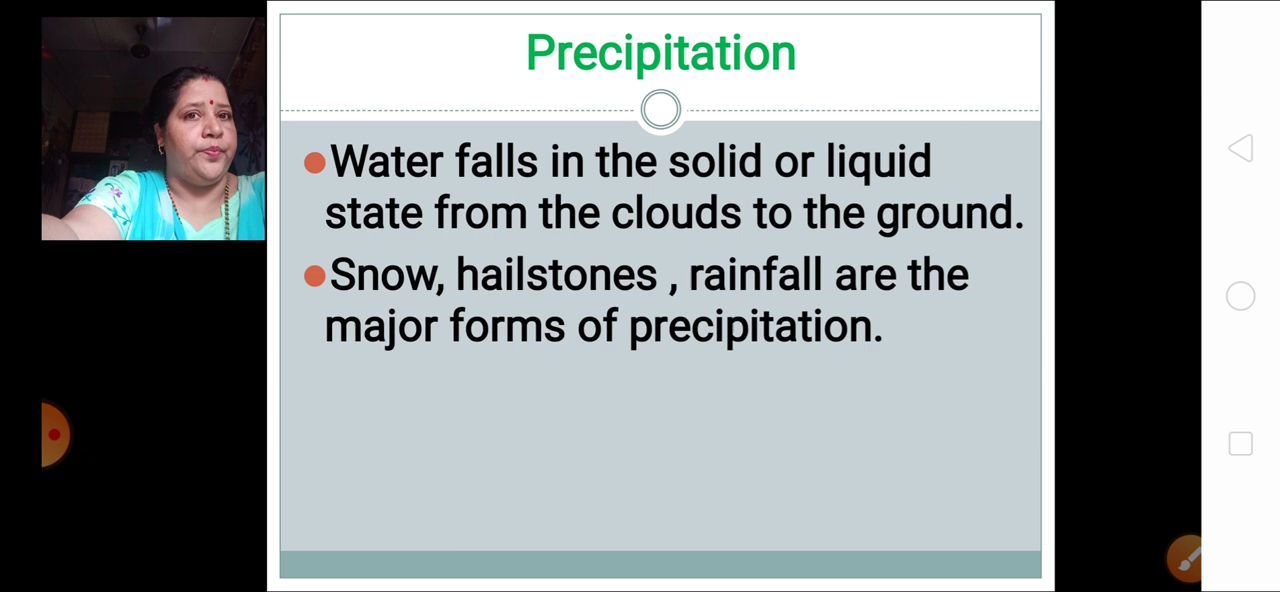 Precipitation
Water falls in the solid or liquid
state from the clouds to the ground.
Snow, hailstones , rainfall are the
major forms of precipitation.